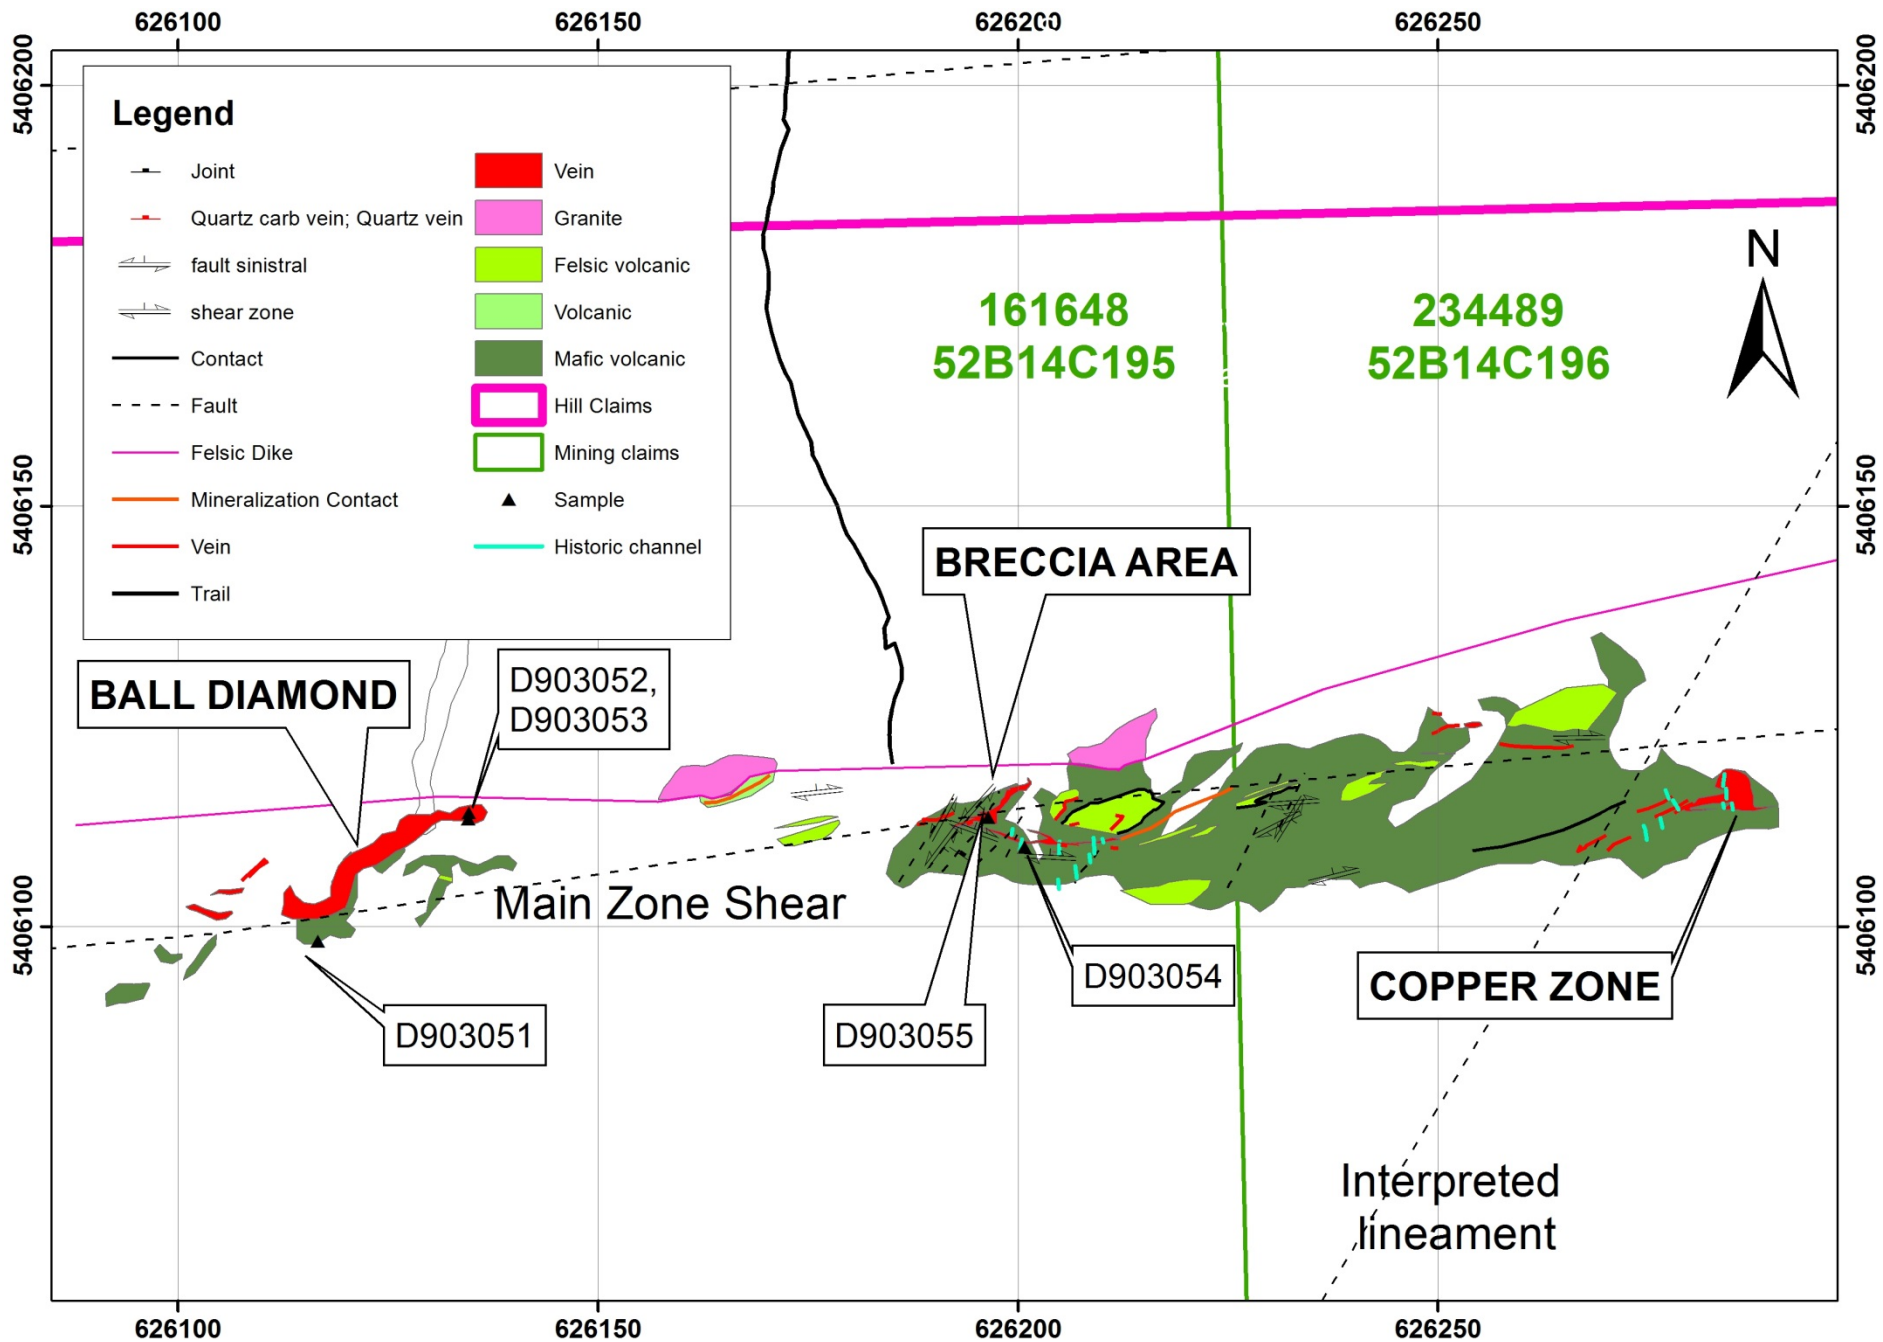 626100 626150 626200 626250
5406200 5406200
Legend
Joint
Quartz carb vein; Quartz vein
fault sinistral
shear zone
Contact
Fault
Felsic Dike
Mineralization Contact
Vein
Trail
Vein
Granite
Felsic volcanic
Volcanic
Mafic volcanic
Hill Claims
Mining claims
Sample
Historic channel
N
161648
52B14C195
234489
52B14C196
5406150 5406150
BRECCIA AREA
BALL DIAMOND
D903052,
D903053
Main Zone Shear
5406100 5406100
D903054
COPPER ZONE
D903051
D903055
Interpreted
lineament
626100 626150 626200 626250